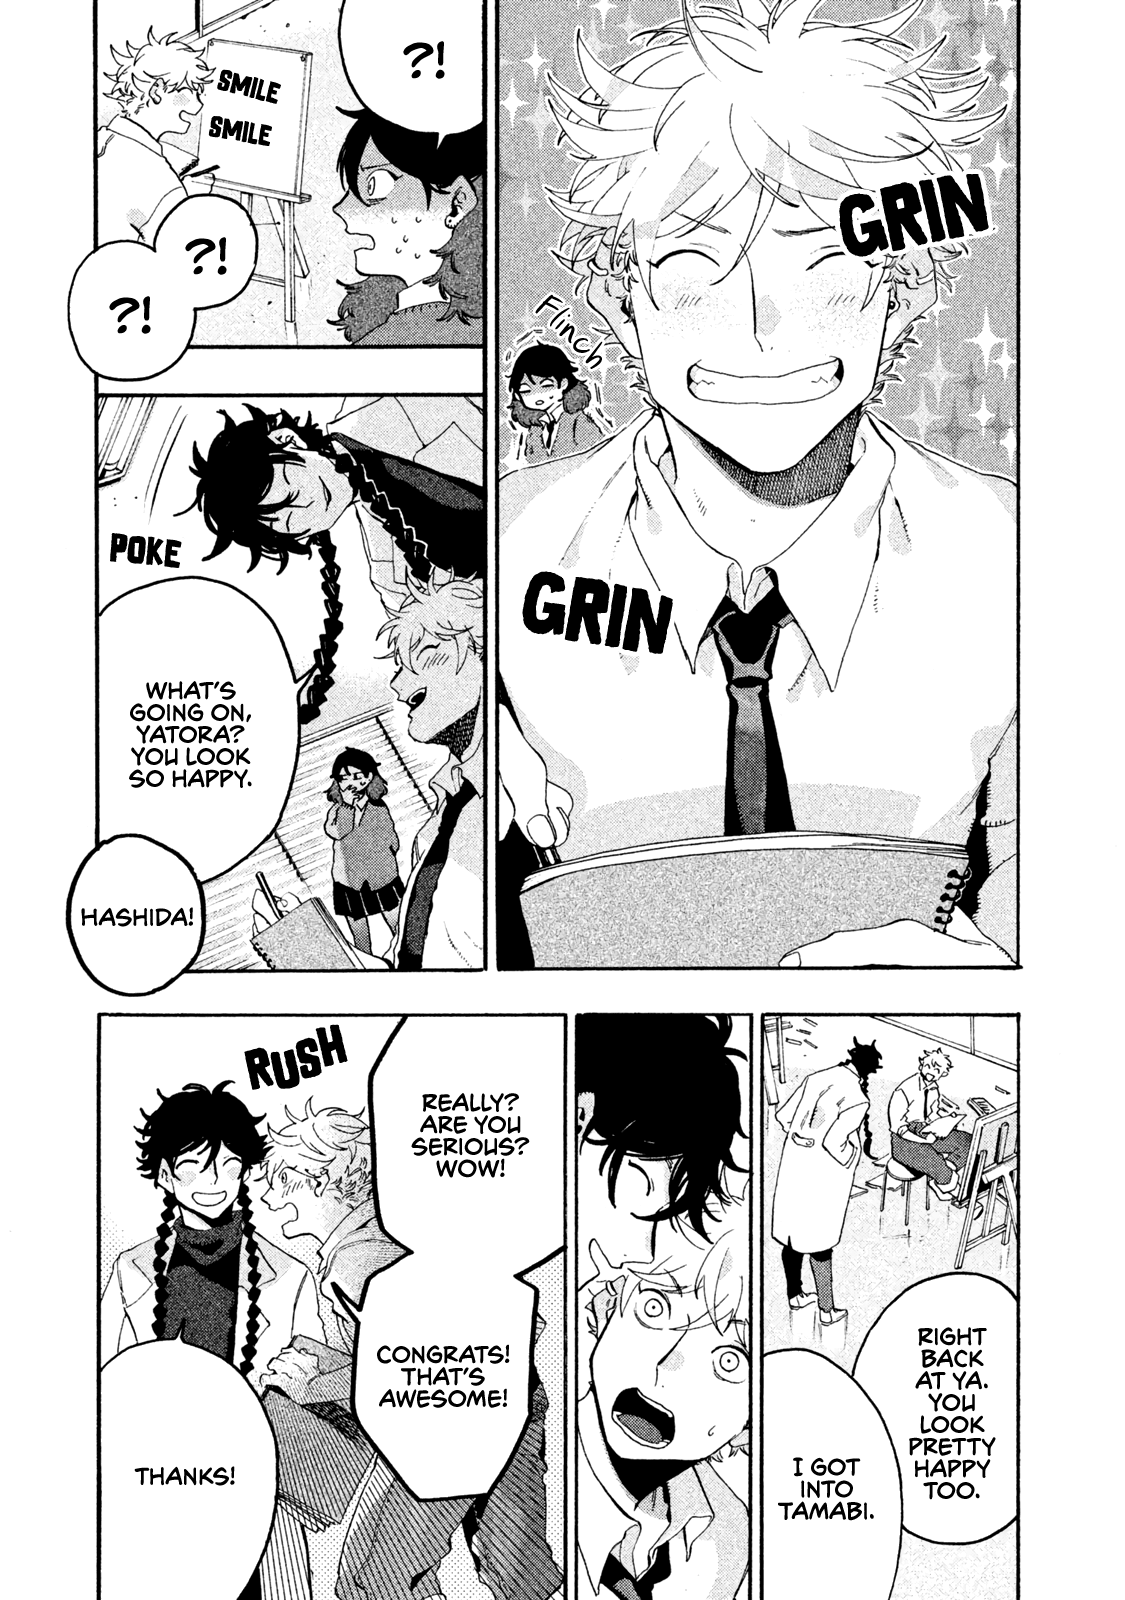 GRIN
Flinch
GRIN
?!
SMILE
SMILE
?!
?!
POKE
WHAT'S
GOING ON,
YATORA?
YOU LOOK
SO HAPPY.
HASHIDA!
RIGHT
BACK
AT YA.
YOU
LOOK
PRETTY
HAPPY
TOO.
I GOT
INTO
TAMABI.
REALLY?
ARE YOU
SERIOUS?
WOW!
RUSH
CONGRATS!
THAT'S
AWESOME!
THANKS!